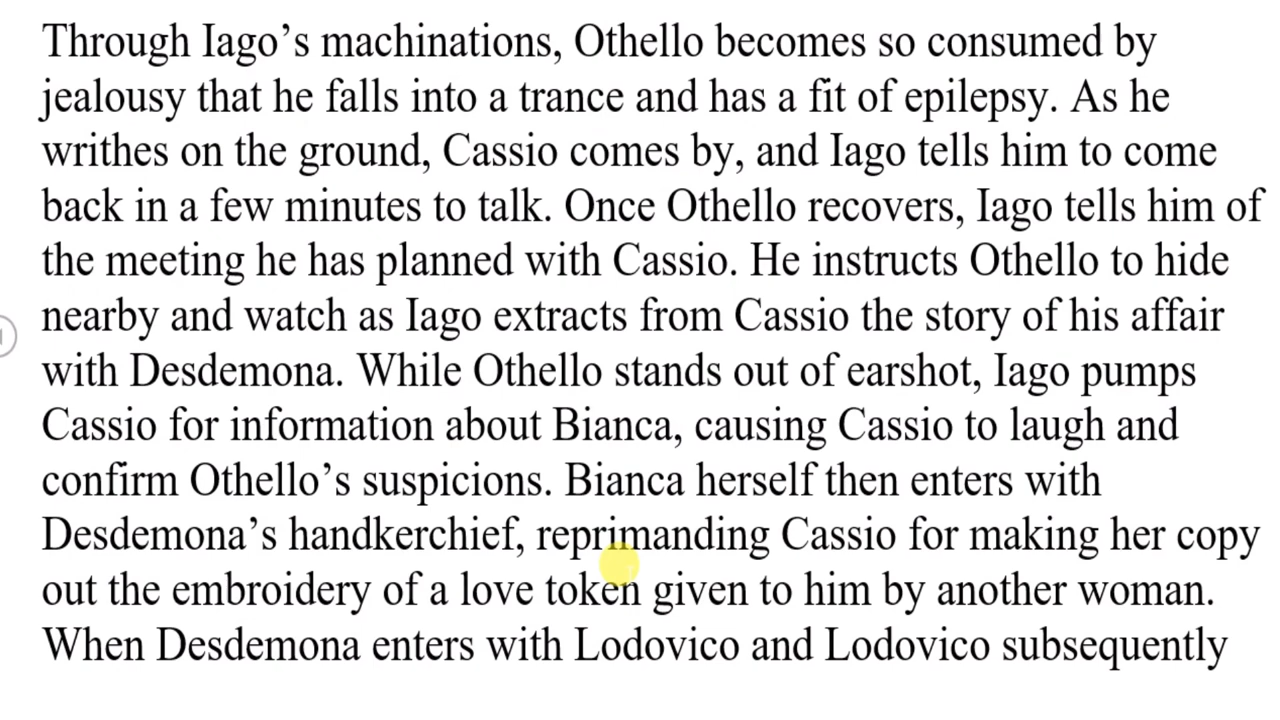 Through Iago’s machinations, Othello becomes so consumed by
jealousy that he falls into a trance and has a fit of epilepsy. As he
writhes on the ground, Cassio comes by, and Iago tells him to come
back in a few minutes to talk. Once Othello recovers, Iago tells him of
the meeting he has planned with Cassio. He instructs Othello to hide
nearby and watch as Iago extracts from Cassio the story of his affair
with Desdemona. While Othello stands out of earshot, Iago pumps
Cassio for information about Bianca, causing Cassio to laugh and
confirm Othello’s suspicions. Bianca herself then enters with
Desdemona’s handkerchief, reprimanding Cassio for making her copy
out the embroidery of a love token given to him by another woman.
When Desdemona enters with Lodovico and Lodovico subsequently